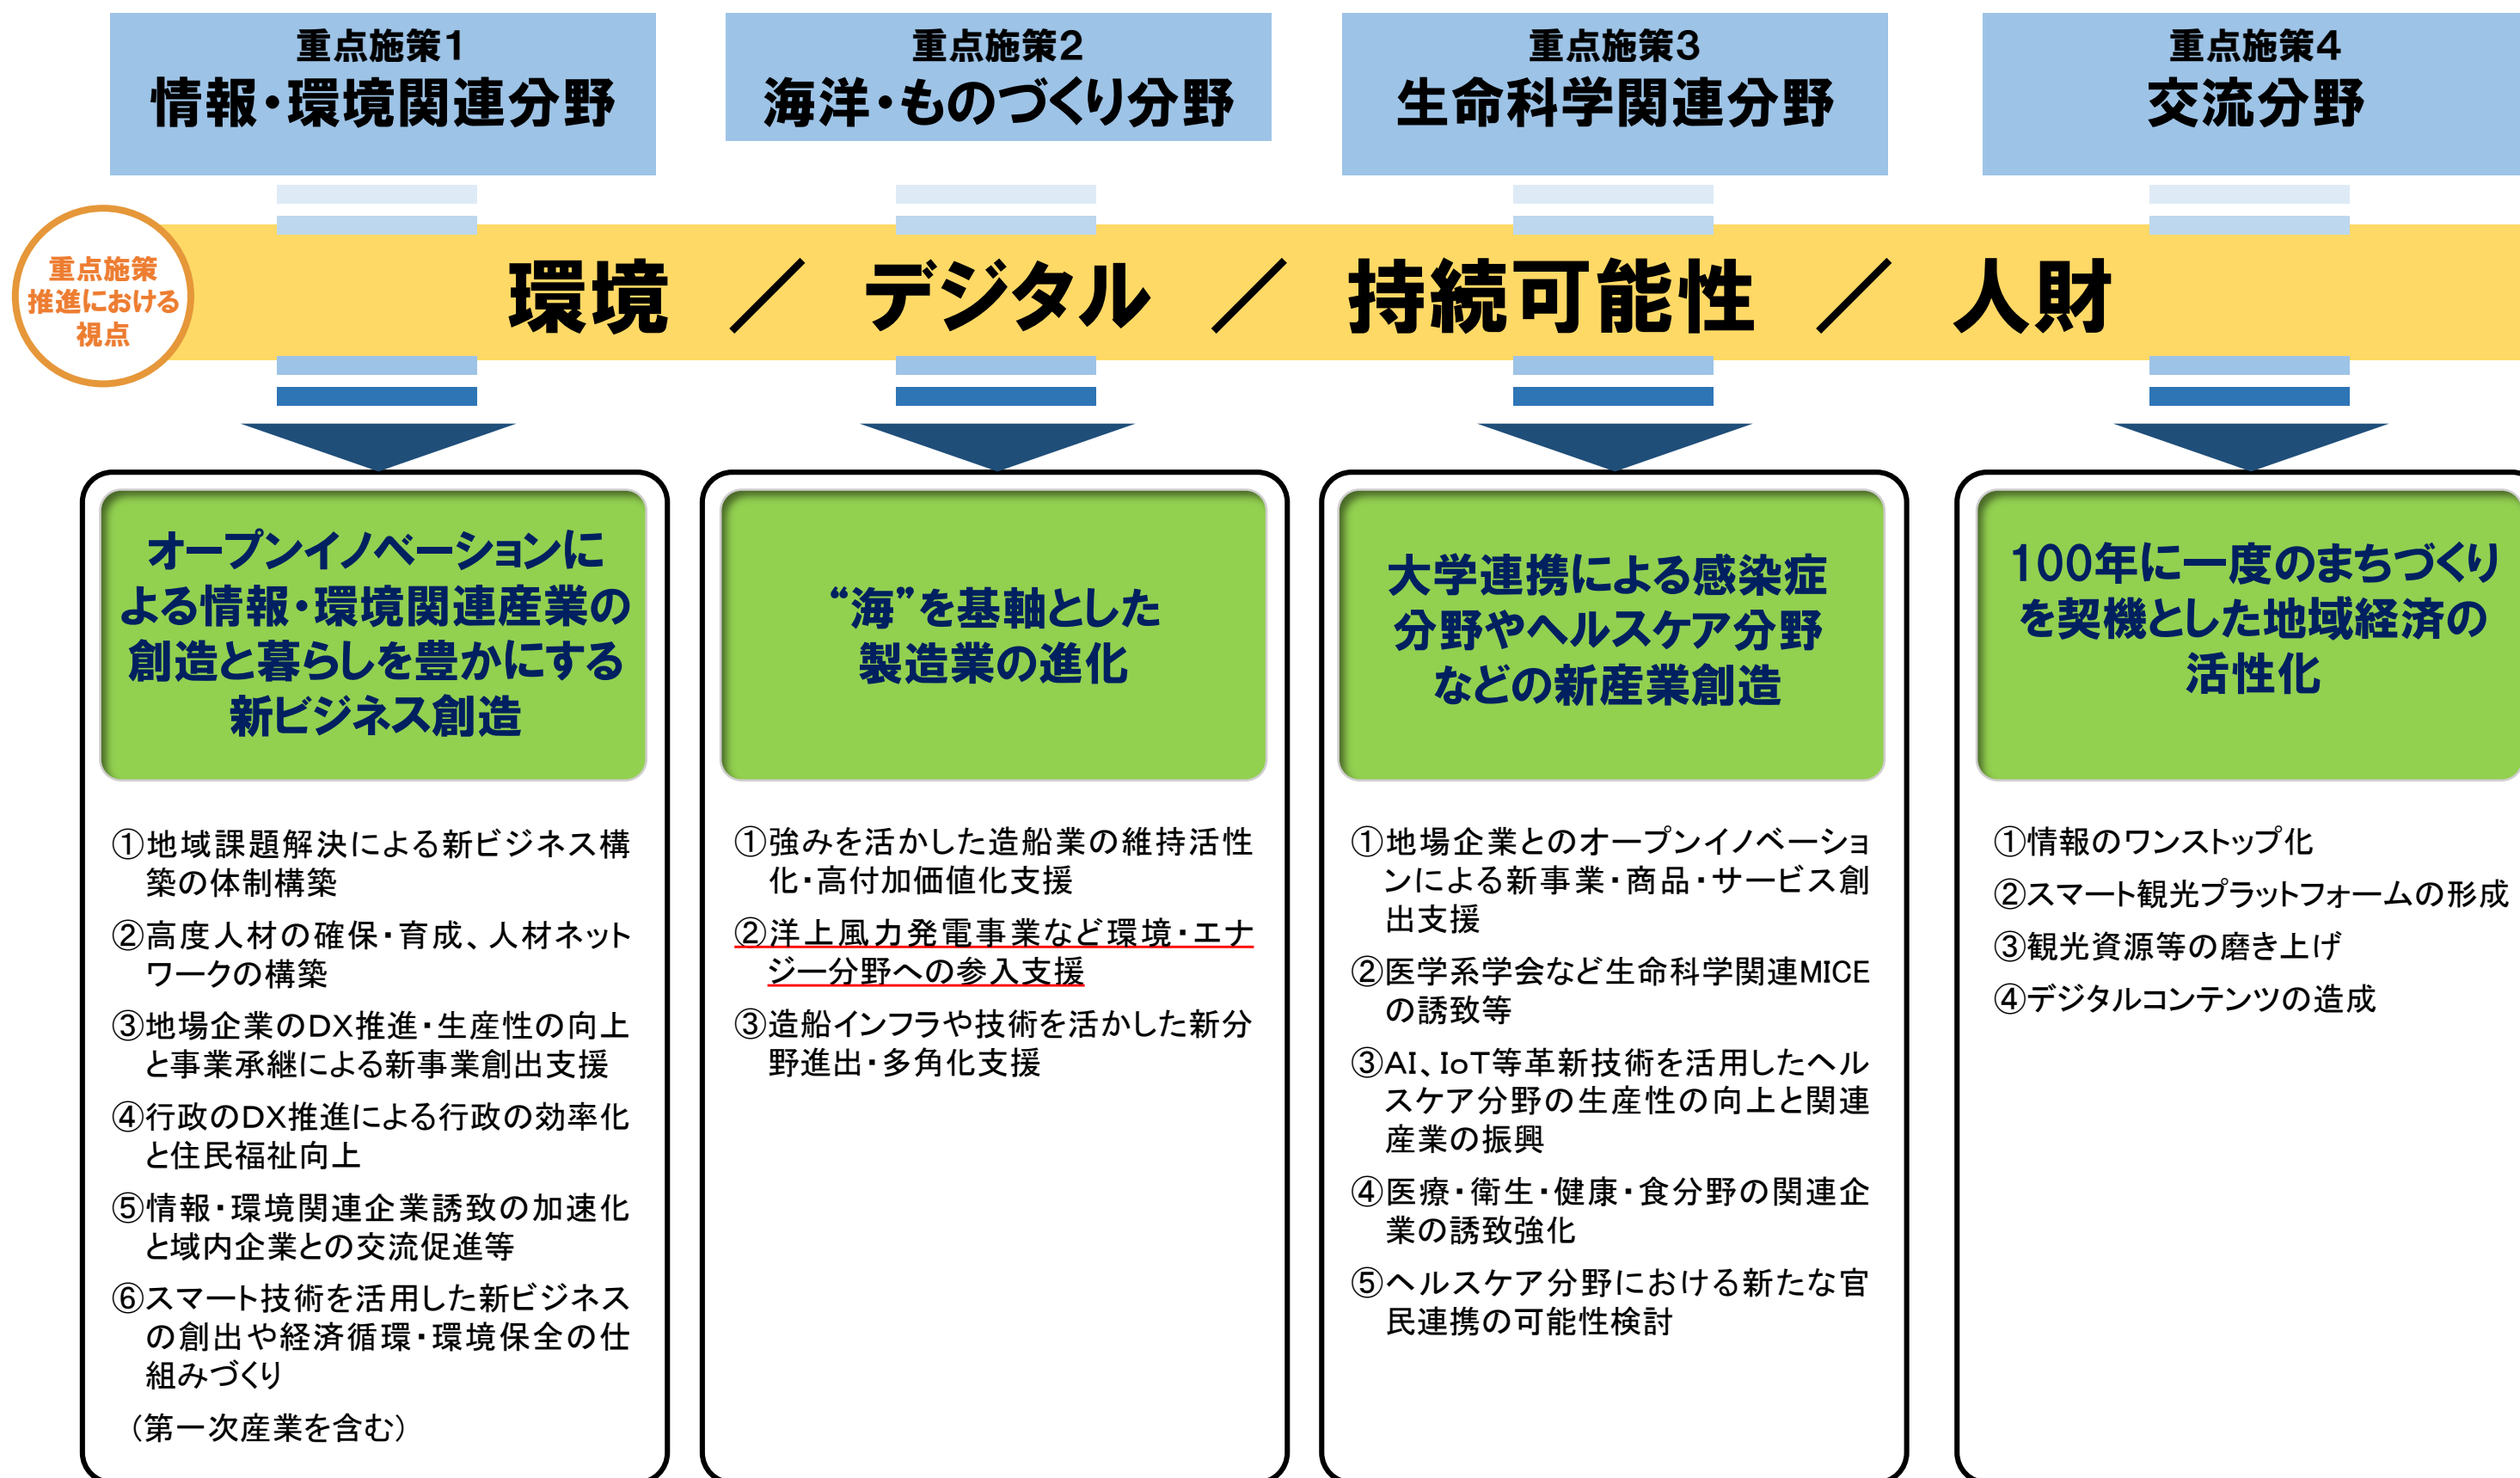 重点施策1
情報・環境関連分野
重点施策2
海洋・ものづくり分野
重点施策3
生命科学関連分野
重点施策4
交流分野
重点施策
推進における
視点
環境 ／ デジタル ／ 持続可能性 ／ 人財
オープンイノベーションに
よる情報・環境関連産業の
創造と暮らしを豊かにする
新ビジネス創造
①地域課題解決による新ビジネス構
築の体制構築
②高度人材の確保・育成、人材ネット
ワークの構築
③地場企業のDX推進・生産性の向上
と事業承継による新事業創出支援
④行政のDX推進による行政の効率化
と住民福祉向上
⑤情報・環境関連企業誘致の加速化
と域内企業との交流促進等
⑥スマート技術を活用した新ビジネス
の創出や経済循環・環境保全の仕
組みづくり
（第一次産業を含む）
“海”を基軸とした
製造業の進化
①強みを活かした造船業の維持活性
化・高付加価値化支援
②洋上風力発電事業など環境・エナ
ジー分野への参入支援
③造船インフラや技術を活かした新分
野進出・多角化支援
大学連携による感染症
分野やヘルスケア分野
などの新産業創造
①地場企業とのオープンイノベーショ
ンによる新事業・商品・サービス創
出支援
②医学系学会など生命科学関連MICE
の誘致等
③AI、IoT等革新技術を活用したヘル
スケア分野の生産性の向上と関連
産業の振興
④医療・衛生・健康・食分野の関連企
業の誘致強化
⑤ヘルスケア分野における新たな官
民連携の可能性検討
100年に一度のまちづくり
を契機とした地域経済の
活性化
①情報のワンストップ化
②スマート観光プラットフォームの形成
③観光資源等の磨き上げ
④デジタルコンテンツの造成